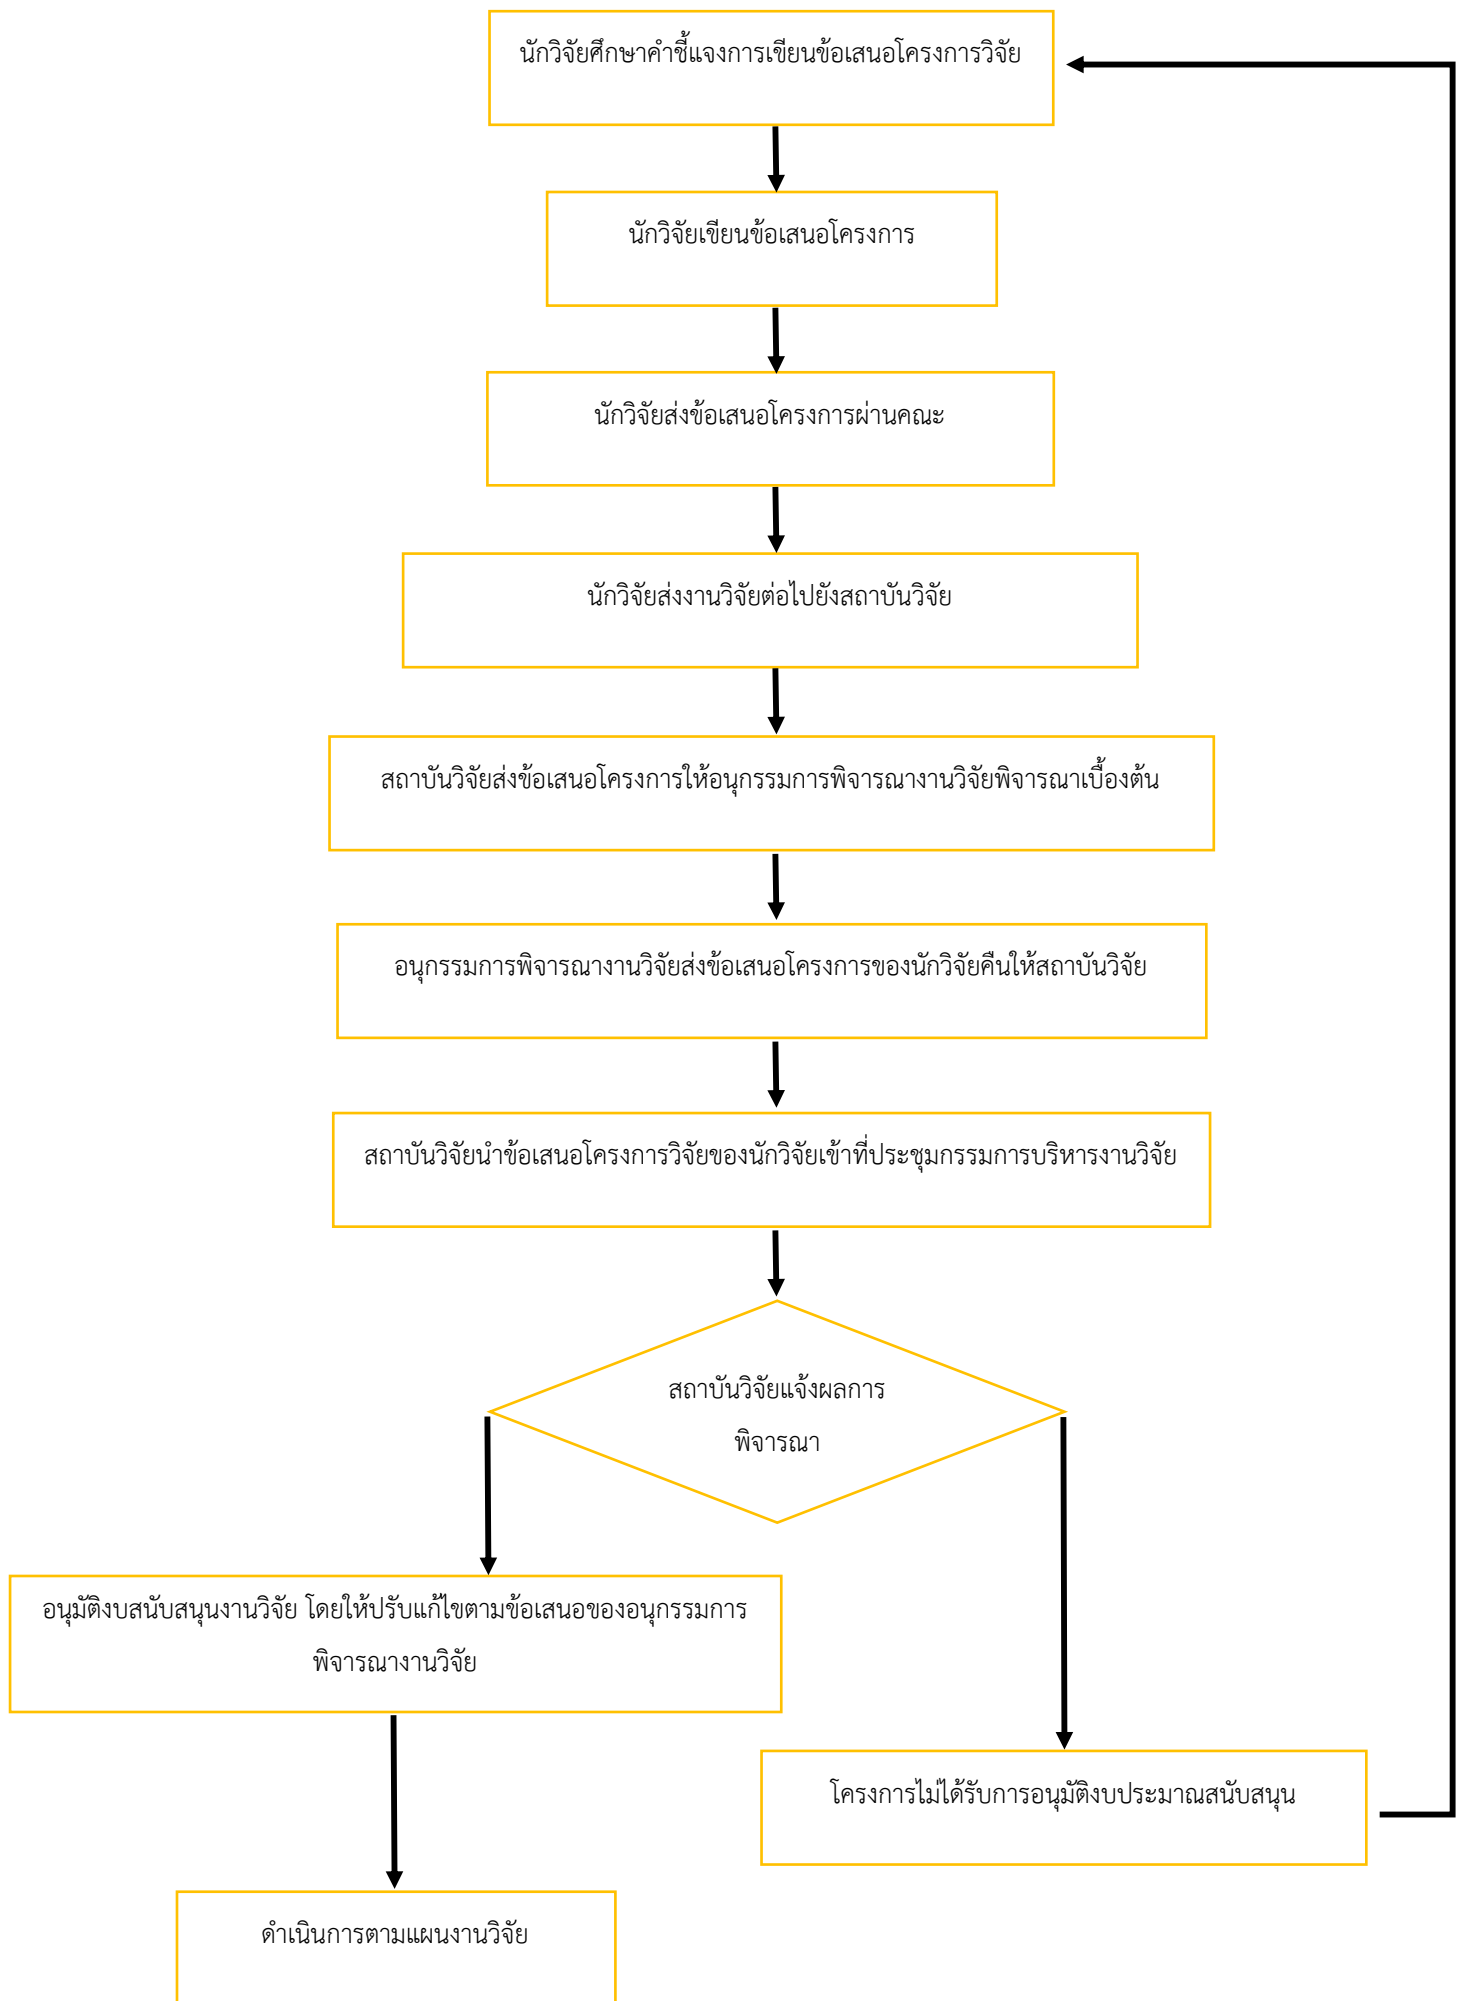 นักวิจัยศึกษาคำชี้แจงการเขียนข้อเสนอโครงการวิจัย
นักวิจัยเขียนข้อเสนอโครงการ
นักวิจัยส่งข้อเสนอโครงการผ่านคณะ
นักวิจัยส่งงานวิจัยต่อไปยังสถาบันวิจัย
สถาบันวิจัยส่งข้อเสนอโครงการให้อนุกรรมการพิจารณางานวิจัยพิจารณาเบื้องต้น
อนุกรรมการพิจารณางานวิจัยส่งข้อเสนอโครงการของนักวิจัยคืนให้สถาบันวิจัย
สถาบันวิจัยนำข้อเสนอโครงการวิจัยของนักวิจัยเข้าที่ประชุมกรรมการบริหารงานวิจัย
สถาบันวิจัยแจ้งผลการ
พิจารณา
อนุมัติงบสนับสนุนงานวิจัย โดยให้ปรับแก้ไขตามข้อเสนอของอนุกรรมการ
พิจารณางานวิจัย
โครงการไม่ได้รับการอนุมัติงบประมาณสนับสนุน
ดำเนินการตามแผนงานวิจัย